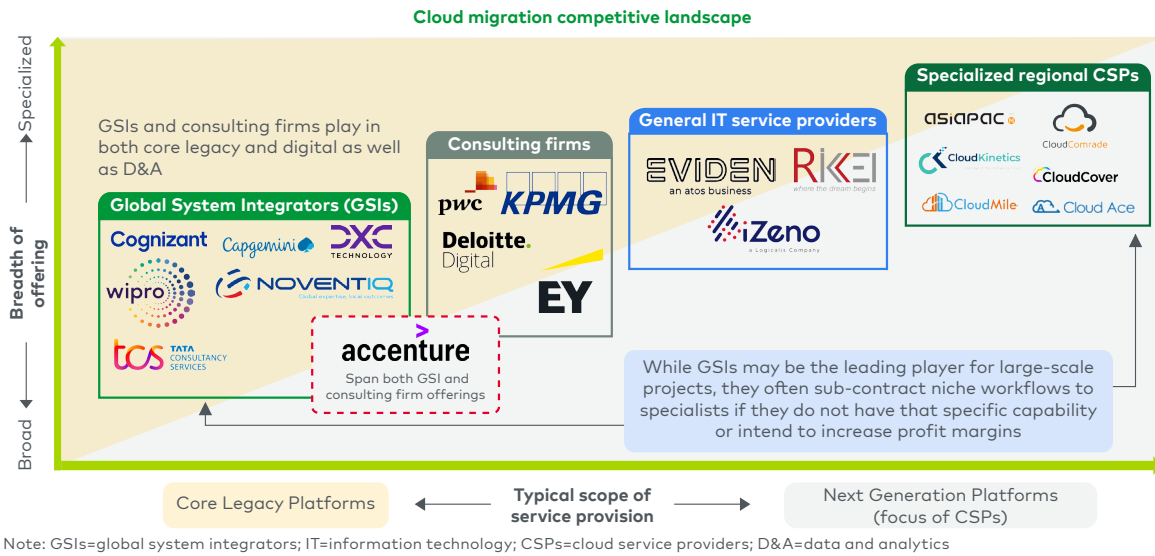 Cloud migration competitive landscape
Specialized
Breadth of
offering
Broad
GSIs and consulting firms play in
both core legacy and digital as well
as D&A
Global System Integrators (GSIs)
Cognizant
Capgemini
DXC
TECHNOLOGY
wipro
NOVENTIQ
Global expertise, local outcomes
tcs
TATA
CONSULTANCY
SERVICES
accenture
Span both GSI and
consulting firm offerings
Consulting firms
pwc
KPMG
Deloitte.
Digital
EY
General IT service providers
EVIDEN
an atos business
RIKKEI
where the dream begins
iZeno
a Logicalis Company
Specialized regional CSPs
asiapac
CloudComrade
CloudKinetics
CloudCover
CloudMile
Cloud Ace
While GSIs may be the leading player for large-scale
projects, they often sub-contract niche workflows to
specialists if they do not have that specific capability
or intend to increase profit margins
Core Legacy Platforms
Typical scope of
service provision
Next Generation Platforms
(focus of CSPs)
Note: GSIs=global system integrators; IT=information technology; CSPs=cloud service providers; D&A=data and analytics